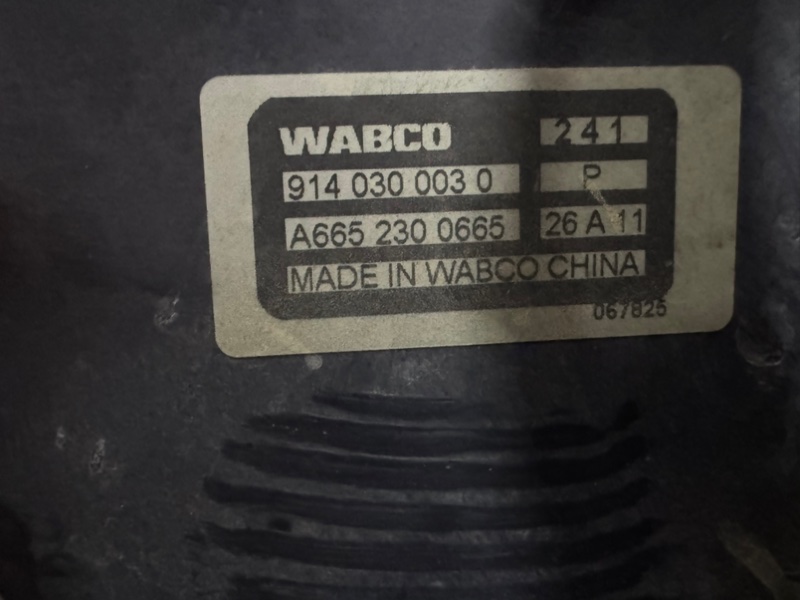 WABCO 241
914 030 003 0 P
A665 230 0665 26 A 11
MADE IN WABCO CHINA
067825